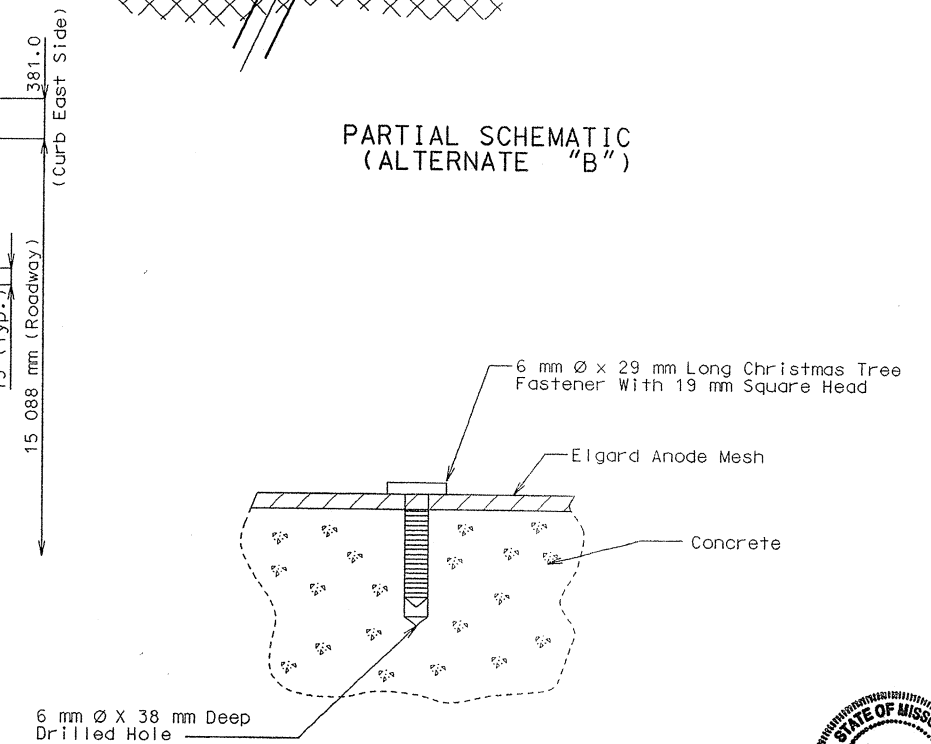 381.0
(Curb East Side)
15 088 mm (Roadway)
(Typ.)
PARTIAL SCHEMATIC
(ALTERNATE "B")
6 mm Ø x 29 mm Long Christmas Tree
Fastener With 19 mm Square Head
Elgard Anode Mesh
Concrete
6 mm Ø X 38 mm Deep
Drilled Hole
STATE OF